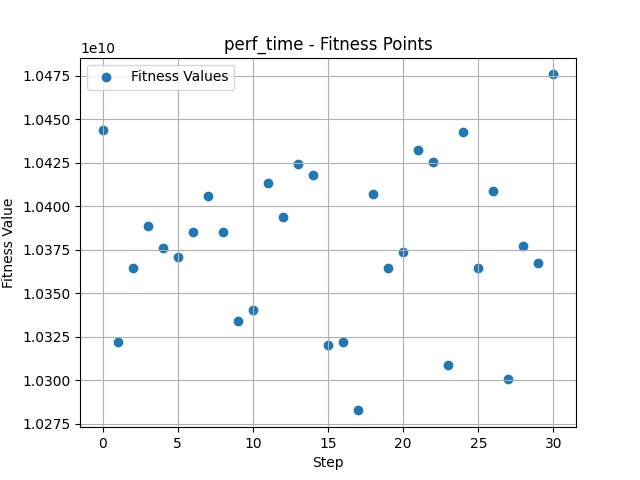 perf_time - Fitness Points
1e10
Fitness Values
1.0475
1.0450
1.0425
1.0400
1.0375
1.0350
1.0325
1.0300
1.0275
Fitness Value
0 5 10 15 20 25 30
Step